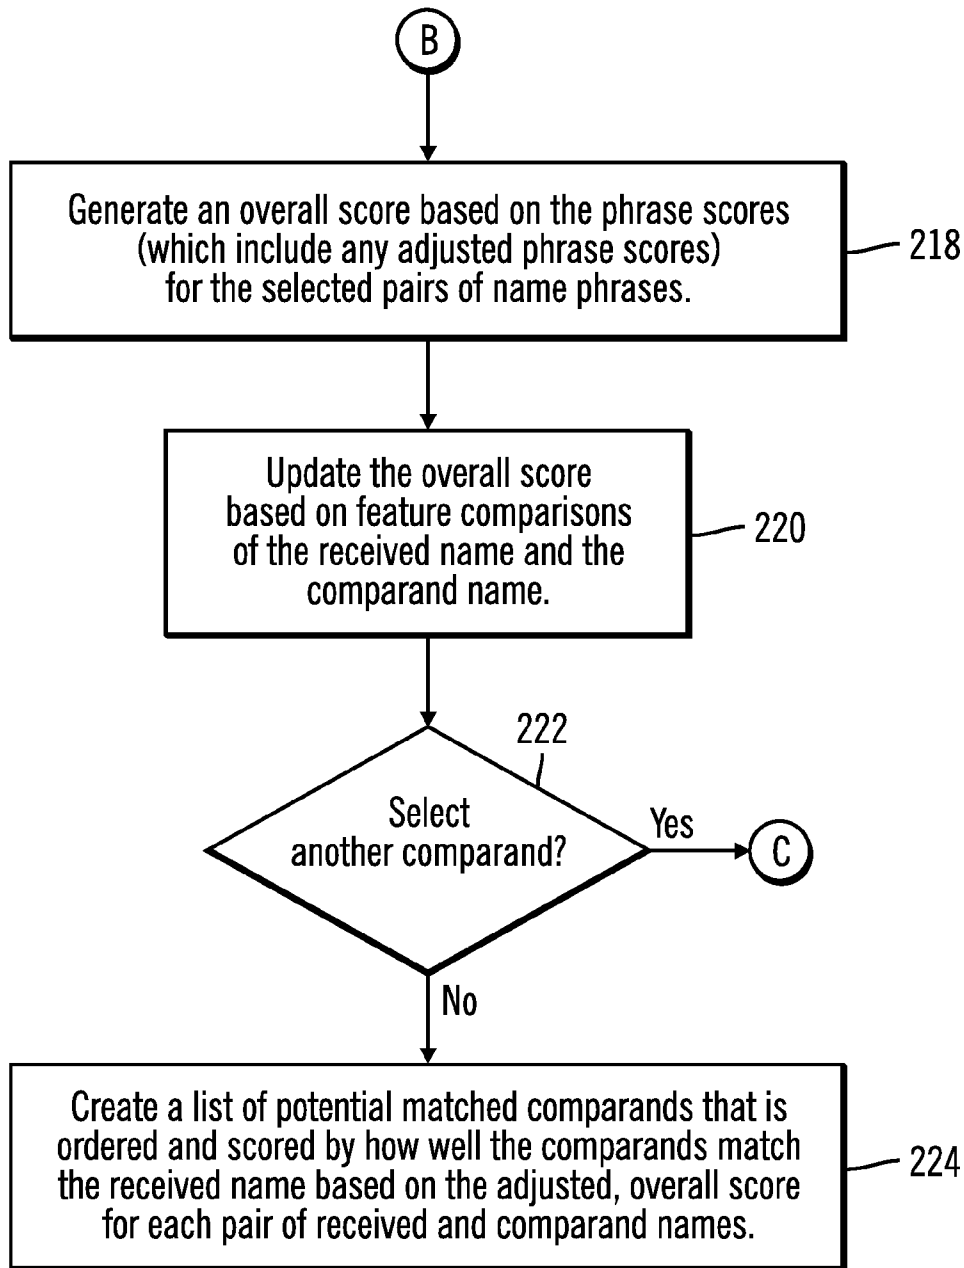 B
Generate an overall score based on the phrase scores
(which include any adjusted phrase scores)
for the selected pairs of name phrases.
218
Update the overall score
based on feature comparisons
of the received name and the
comparand name.
220
222
Select
another comparand?
Yes
C
No
Create a list of potential matched comparands that is
ordered and scored by how well the comparands match
the received name based on the adjusted, overall score
for each pair of received and comparand names.
224